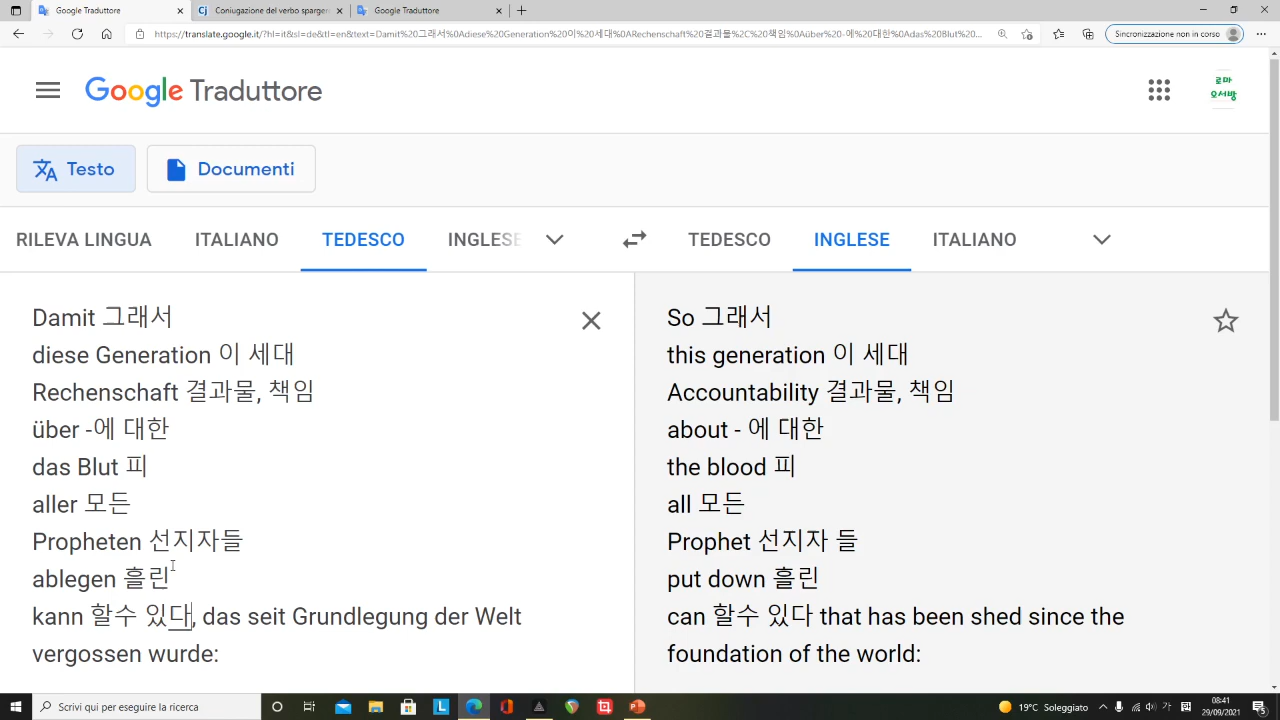 Google Traduttore
Coniugazione del verbo sparger
Google Traduttore
https://translate.google.it/?hl=it&sl=de&tl=en&text=Damit%20그래서%0Adiese%20Generation%20이%20세대%0ARechenschaft%20결과물%2C%20책임%0Aüber%20-에%20대한%0Adas%20Blut%20...
Sincronizzazione non in corso
Google Traduttore
로마
오서방
Testo
Documenti
RILEVA LINGUA ITALIANO TEDESCO INGLESE TEDESCO INGLESE ITALIANO
Damit 그래서
diese Generation 이 세대
Rechenschaft 결과물, 책임
über -에 대한
das Blut 피
aller 모든
Propheten 선지자들
ablegen 흘린
kann 할수 있다, das seit Grundlegung der Welt
vergossen wurde:
So 그래서
this generation 이 세대
Accountability 결과물, 책임
about - 에 대한
the blood 피
all 모든
Prophet 선지자 들
put down 흘린
can 할수 있다 that has been shed since the
foundation of the world:
Scrivi qui per eseguire la ricerca
19°C Soleggiato
가
08:41
29/09/2021